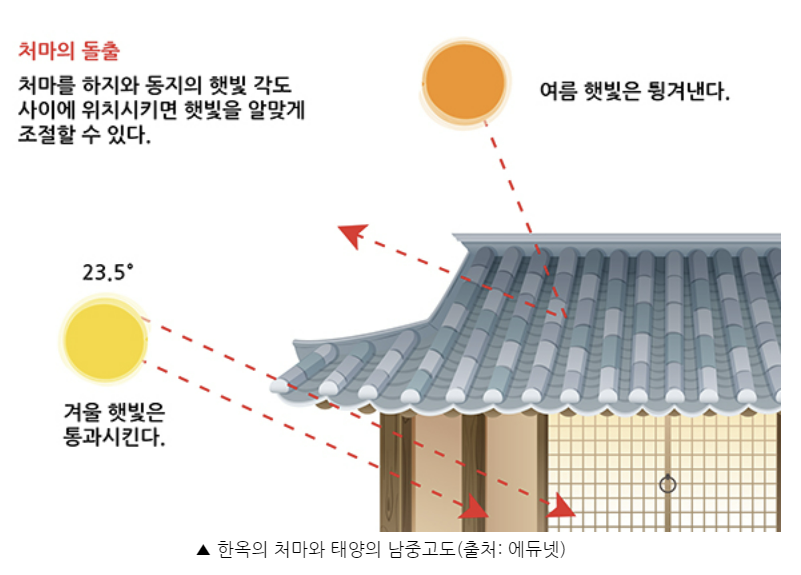 처마의 돌출
처마를 하지와 동지의 햇빛 각도
사이에 위치시키면 햇빛을 알맞게
조절할 수 있다.
여름 햇빛은 튕겨낸다.
23.5°
겨울 햇빛은
통과시킨다.
▲ 한옥의 처마와 태양의 남중고도(출처: 에듀넷)